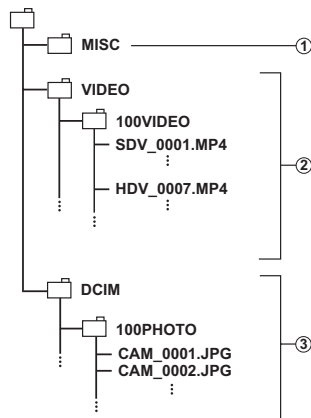 MISC ①
VIDEO
100VIDEO
SDV_0001.MP4
②
HDV_0007.MP4
DCIM
100PHOTO
③
CAM_0001.JPG
CAM_0002.JPG